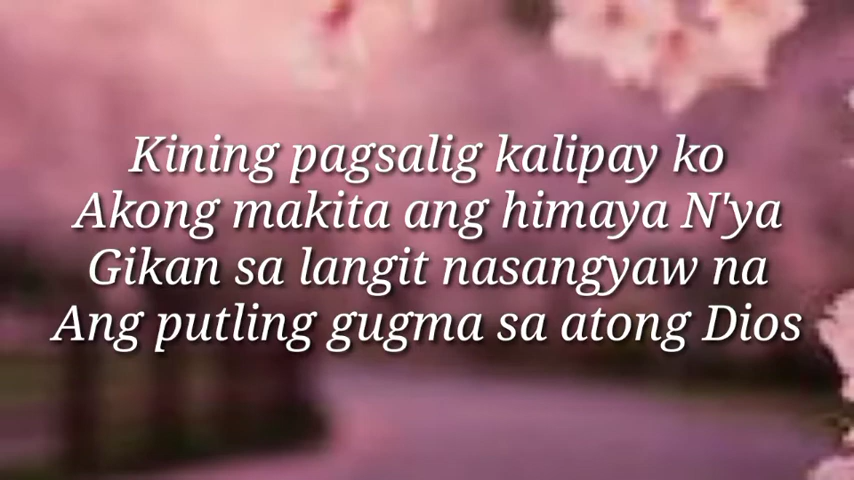 Kining pagsalig kalipay ko
Akong makita ang himaya N'ya
Gikan sa langit nasangyaw na
Ang putling gugma sa atong Dios